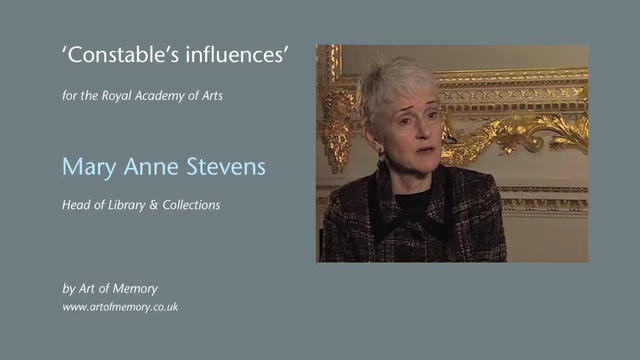 ‘Constable’s influences’
for the Royal Academy of Arts
Mary Anne Stevens
Head of Library & Collections
by Art of Memory
www.artofmemory.co.uk